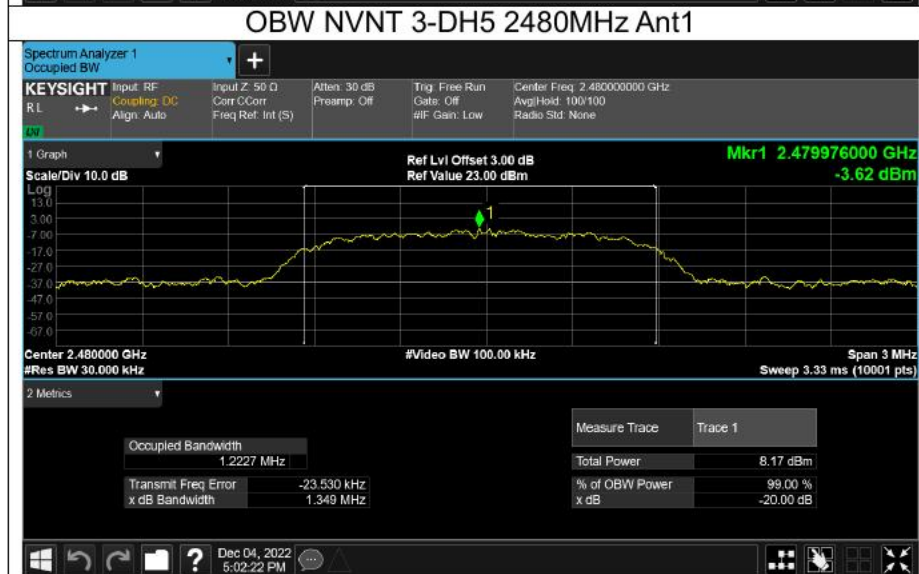 OBW NVNT 3-DH5 2480MHz Ant1
Spectrum Analyzer 1
Occupied BW
KEYSIGHT Input: RF Input Z: 50 Ω Atten: 30 dB Trig: Free Run Center Freq: 2.480000000 GHz
RL Coupling: DC Corr CCorr Preamp: Off Gate: Off Avg|Hold: 100/100
Align: Auto Freq Ref: Int (S) #IF Gain: Low Radio Std: None
LXI
1 Graph Ref Lvl Offset 3.00 dB Mkr1 2.479976000 GHz
Scale/Div 10.0 dB Ref Value 23.00 dBm -3.62 dBm
Log
13.0
3.00
-7.00
-17.0
-27.0
-37.0
-47.0
-57.0
-67.0
1
Center 2.480000 GHz #Video BW 100.00 kHz Span 3 MHz
#Res BW 30.000 kHz Sweep 3.33 ms (10001 pts)
2 Metrics
Measure Trace Trace 1
Occupied Bandwidth
1.2227 MHz Total Power 8.17 dBm
Transmit Freq Error -23.530 kHz % of OBW Power 99.00 %
x dB Bandwidth 1.349 MHz x dB -20.00 dB
? Dec 04, 2022
5:02:22 PM